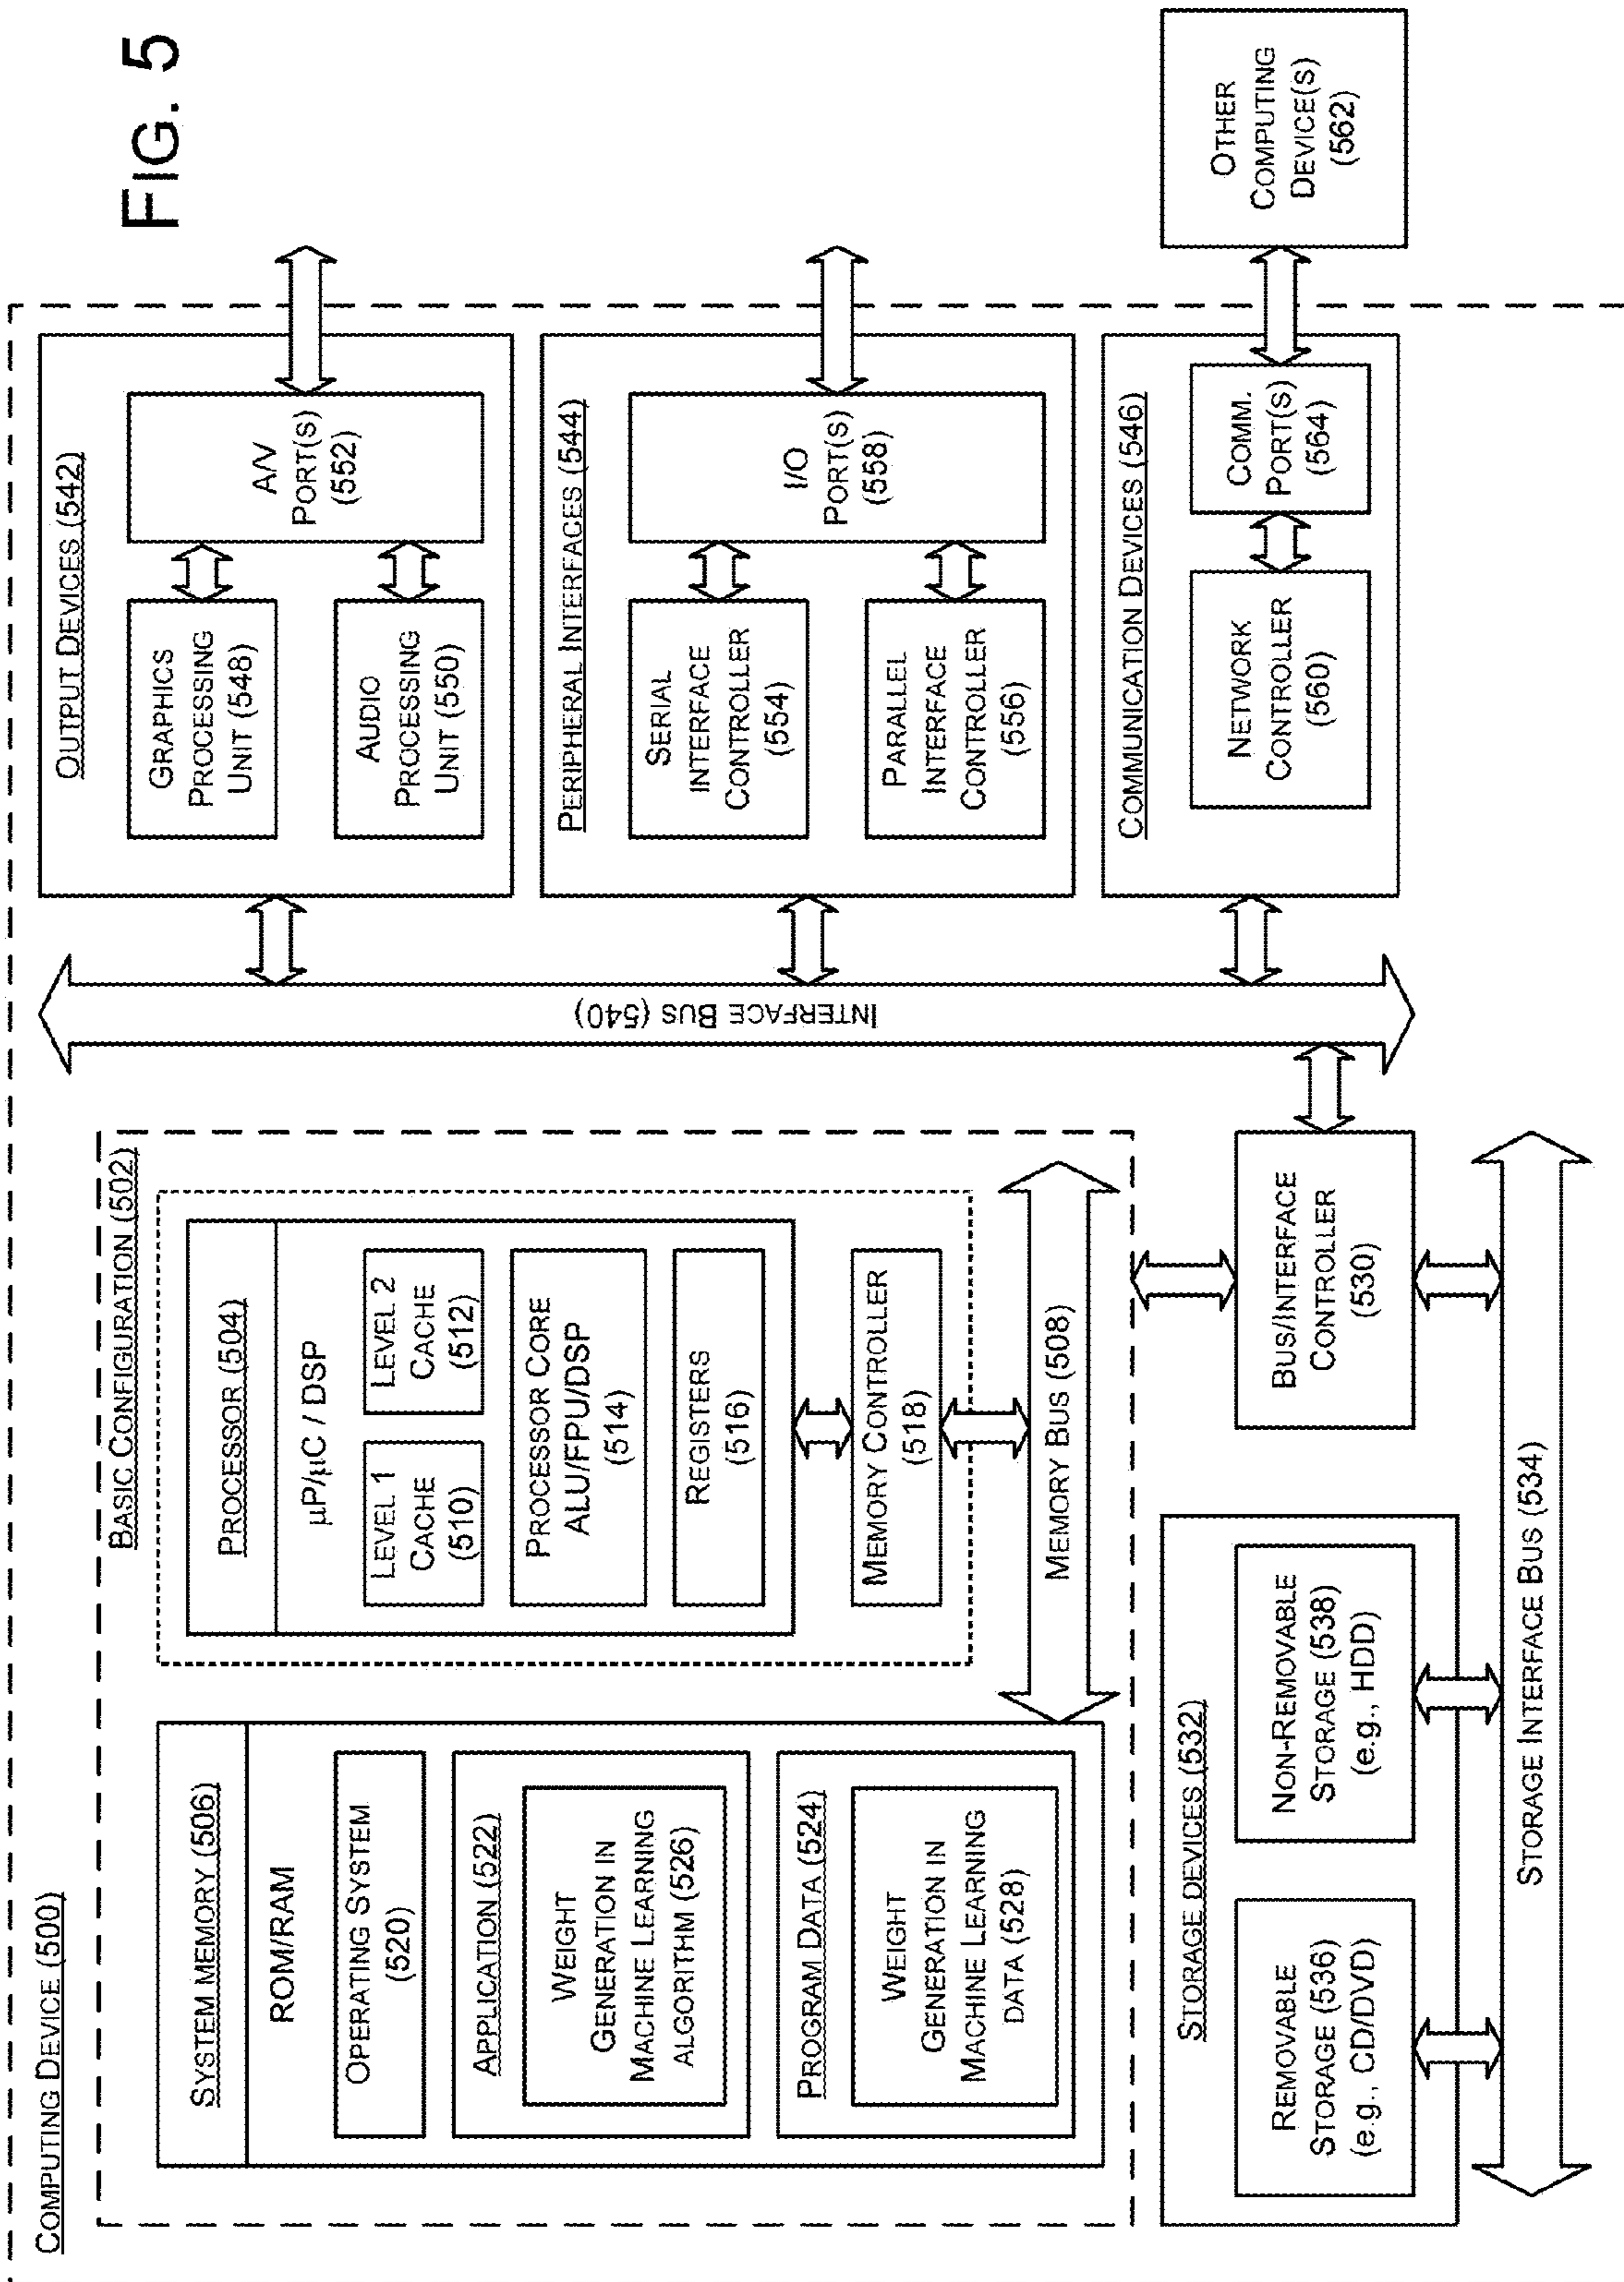 FIG. 5
COMPUTING DEVICE (500)
BASIC CONFIGURATION (502)
SYSTEM MEMORY (506)
ROM/RAM
OPERATING SYSTEM
(520)
APPLICATION (522)
WEIGHT
GENERATION IN
MACHINE LEARNING
ALGORITHM (526)
PROGRAM DATA (524)
WEIGHT
GENERATION IN
MACHINE LEARNING
DATA (528)
PROCESSOR (504)
µP/µC / DSP
LEVEL 1
CACHE
(510)
LEVEL 2
CACHE
(512)
PROCESSOR CORE
ALU/FPU/DSP
(514)
REGISTERS
(516)
MEMORY CONTROLLER
(518)
MEMORY BUS (508)
BUS/INTERFACE
CONTROLLER
(530)
STORAGE DEVICES (532)
REMOVABLE
STORAGE (536)
(e.g., CD/DVD)
NON-REMOVABLE
STORAGE (538)
(e.g., HDD)
STORAGE INTERFACE BUS (534)
INTERFACE BUS (540)
OUTPUT DEVICES (542)
GRAPHICS
PROCESSING
UNIT (548)
AUDIO
PROCESSING
UNIT (550)
A/V
PORT(S)
(552)
PERIPHERAL INTERFACES (544)
SERIAL
INTERFACE
CONTROLLER
(554)
PARALLEL
INTERFACE
CONTROLLER
(556)
I/O
PORT(S)
(558)
COMMUNICATION DEVICES (546)
NETWORK
CONTROLLER
(560)
COMM.
PORT(S)
(564)
OTHER
COMPUTING
DEVICE(S)
(562)